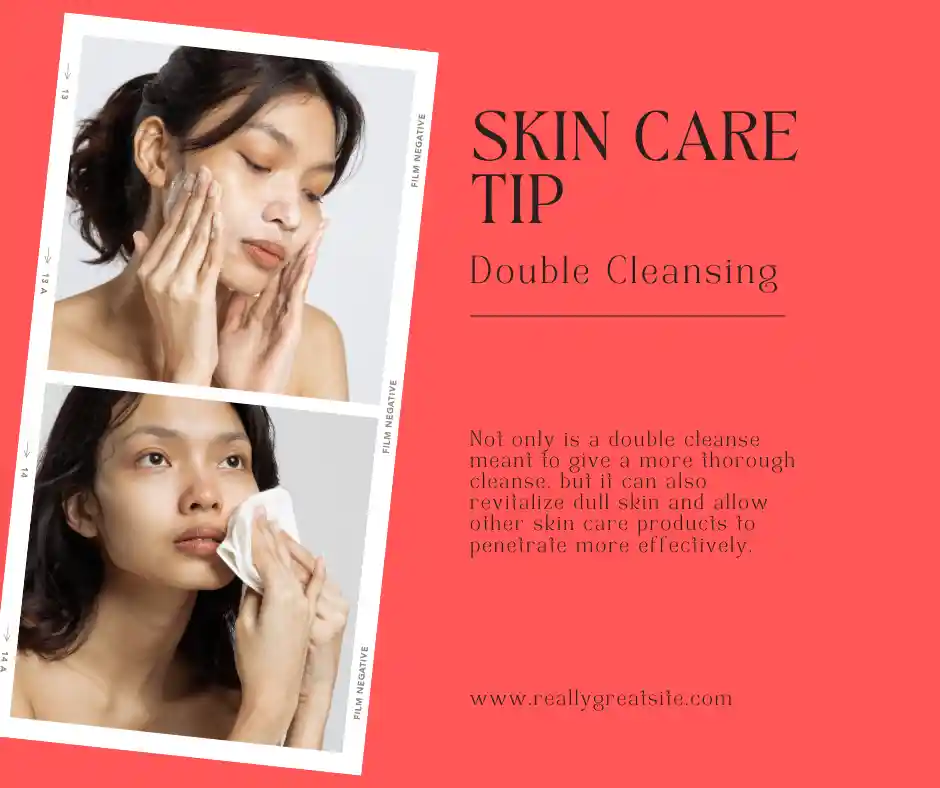 SKIN CARE
TIP
Double Cleansing
Not only is a double cleanse
meant to give a more thorough
cleanse, but it can also
revitalize dull skin and allow
other skin care products to
penetrate more effectively.
www.reallygreatsite.com
13
FILM NEGATIVE
13 A
FILM NEGATIVE
14
14 A
FILM NEGATIVE